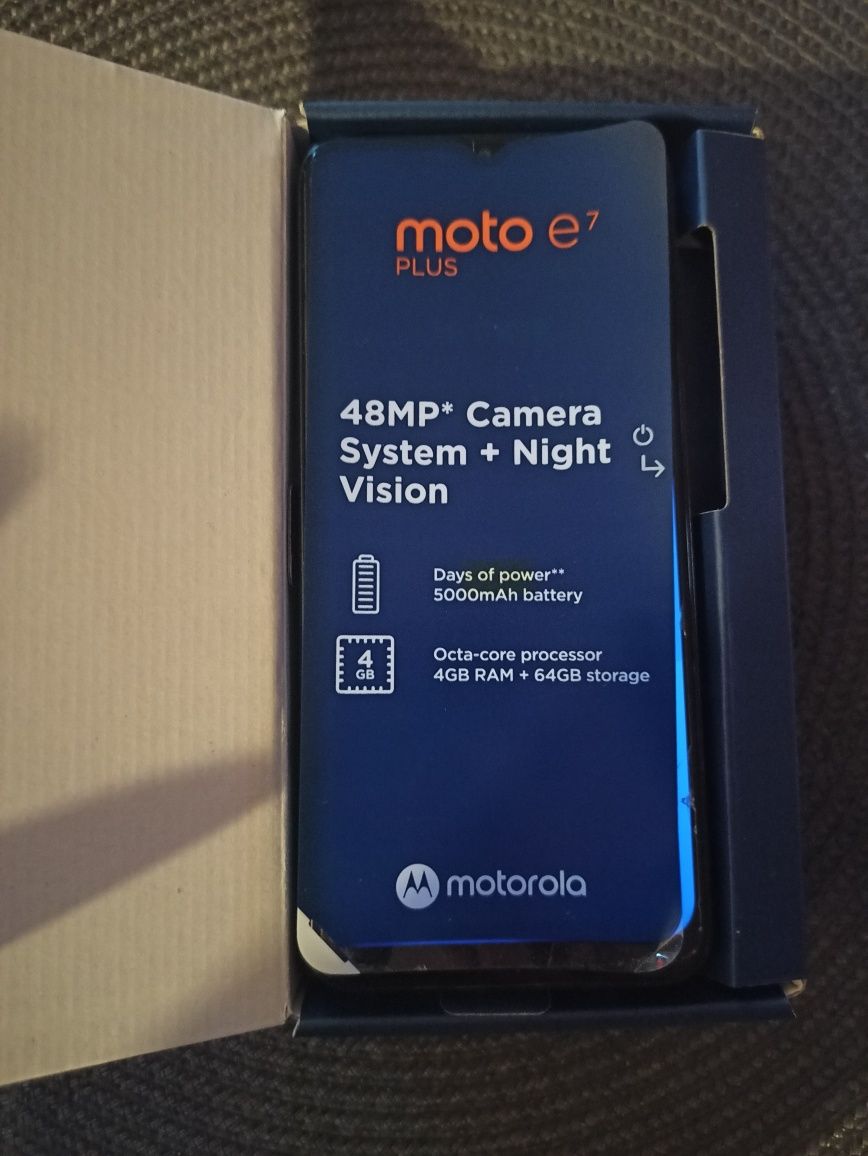 moto e⁷
PLUS
48MP* Camera
System + Night
Vision
Days of power**
5000mAh battery
4
GB
Octa-core processor
4GB RAM + 64GB storage
motorola